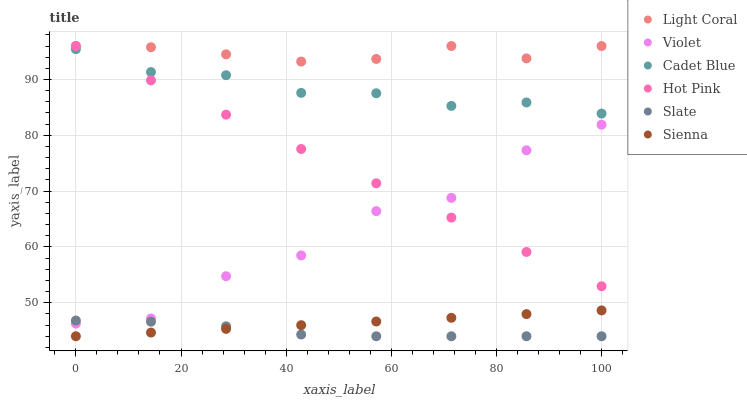 title
Light Coral
Violet
Cadet Blue
Hot Pink
Slate
Sienna
yaxis_label
90
80
70
60
50
0
20
40
60
80
100
xaxis_label